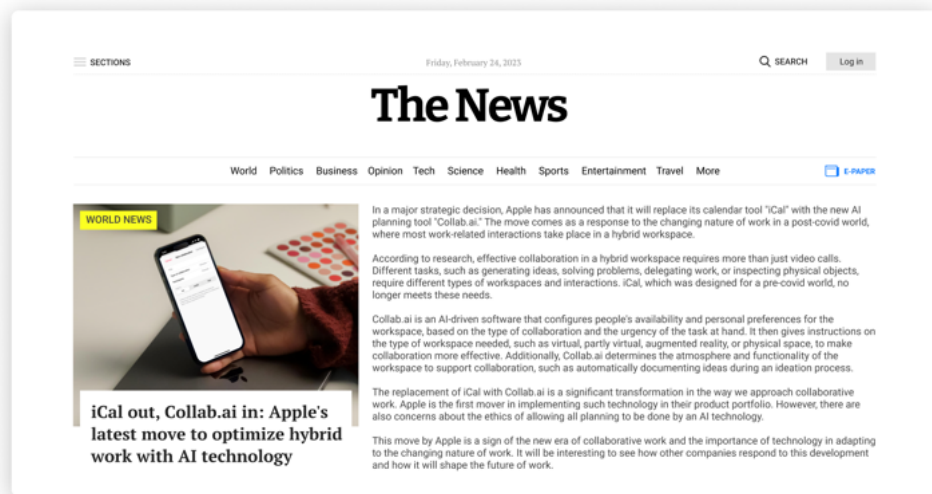 SECTIONS
Friday, February 24, 2023
SEARCH
Log in
The News
World Politics Business Opinion Tech Science Health Sports Entertainment Travel More
E-PAPER
WORLD NEWS
iCal out, Collab.ai in: Apple's
latest move to optimize hybrid
work with AI technology
In a major strategic decision, Apple has announced that it will replace its calendar tool "iCal" with the new AI
planning tool "Collab.ai." The move comes as a response to the changing nature of work in a post-covid world,
where most work-related interactions take place in a hybrid workspace.
According to research, effective collaboration in a hybrid workspace requires more than just video calls.
Different tasks, such as generating ideas, solving problems, delegating work, or inspecting physical objects,
require different types of workspaces and interactions. iCal, which was designed for a pre-covid world, no
longer meets these needs.
Collab.ai is an AI-driven software that configures people's availability and personal preferences for the
workspace, based on the type of collaboration and the urgency of the task at hand. It then gives instructions on
the type of workspace needed, such as virtual, partly virtual, augmented reality, or physical space, to make
collaboration more effective. Additionally, Collab.ai determines the atmosphere and functionality of the
workspace to support collaboration, such as automatically documenting ideas during an ideation process.
The replacement of iCal with Collab.ai is a significant transformation in the way we approach collaborative
work. Apple is the first mover in implementing such technology in their product portfolio. However, there are
also concerns about the ethics of allowing all planning to be done by an AI technology.
This move by Apple is a sign of the new era of collaborative work and the importance of technology in adapting
to the changing nature of work. It will be interesting to see how other companies respond to this development
and how it will shape the future of work.